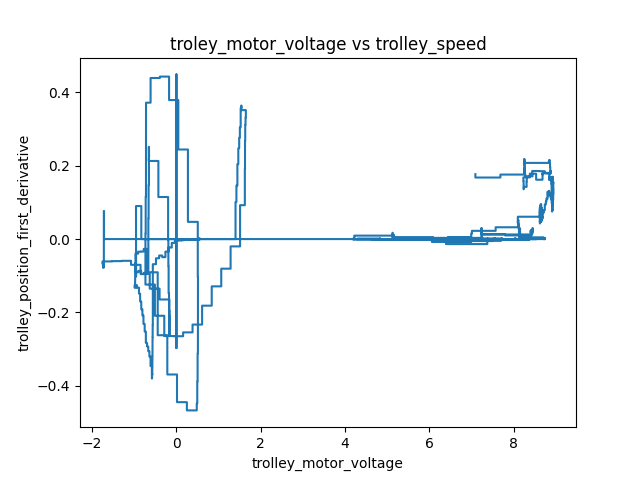 troley_motor_voltage vs trolley_speed
trolley_position_first_derivative
0.4
0.2
0.0
−0.2
−0.4
−2 0 2 4 6 8
trolley_motor_voltage